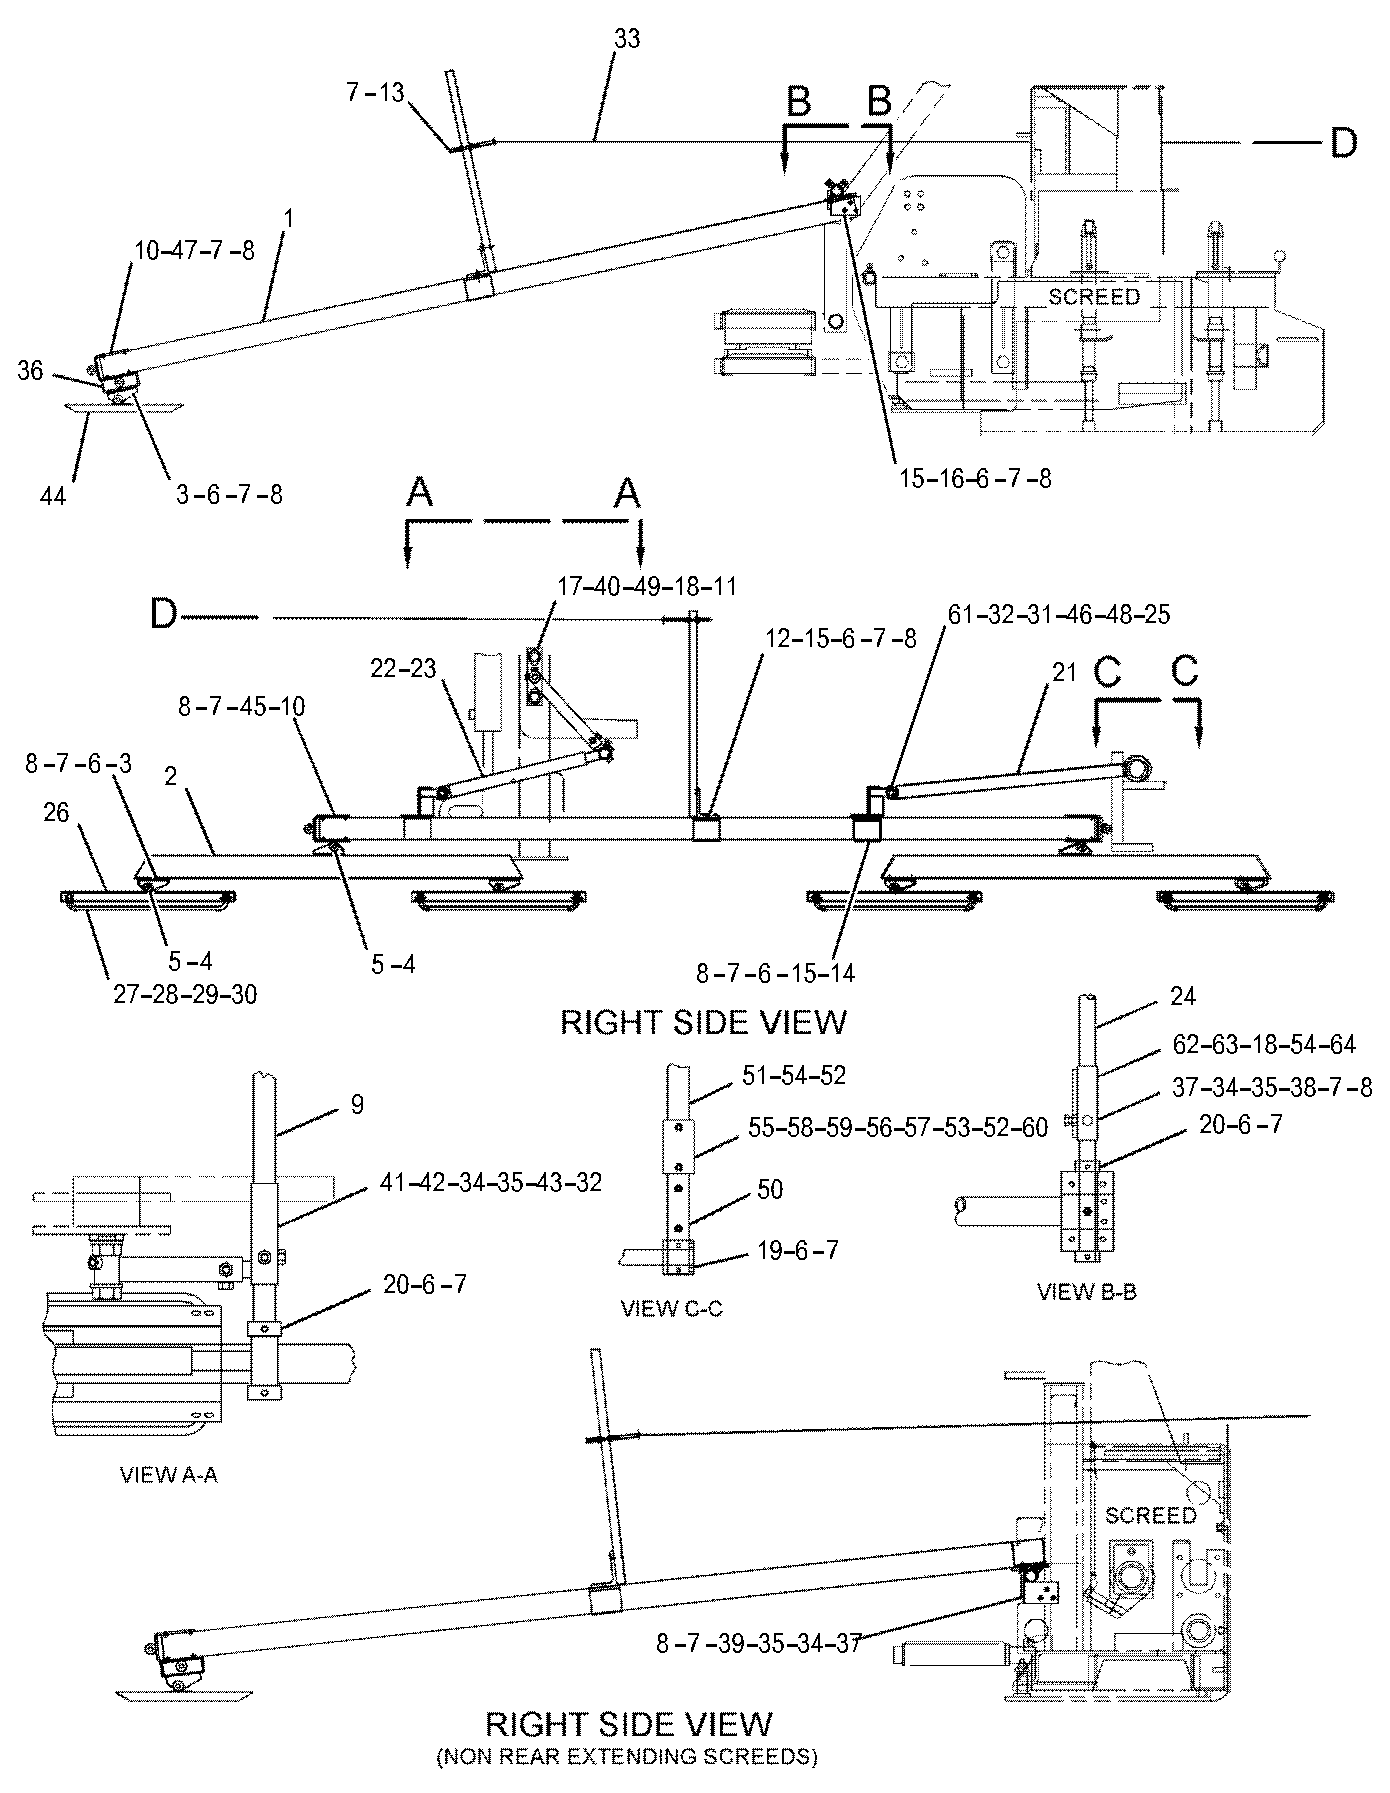 33
7-13
B B
D
1
10-47-7-8
SCREED
36
44
3-6-7-8
15-16-6-7-8
A A
17-40-49-18-11
D
61-32-31-46-48-25
12-15-6-7-8
22-23
21
C C
8-7-45-10
8-7-6-3
2
26
5-4
5-4
8-7-6-15-14
27-28-29-30
24
RIGHT SIDE VIEW
62-63-18-54-64
51-54-52
37-34-35-38-7-8
9
55-58-59-56-57-53-52-60
20-6-7
41-42-34-35-43-32
50
19-6-7
20-6-7
VIEW B-B
VIEW C-C
VIEW A-A
SCREED
8-7-39-35-34-37
RIGHT SIDE VIEW
(NON REAR EXTENDING SCREEDS)